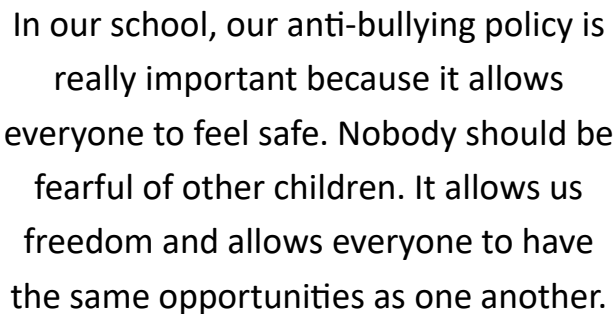 In our school, our anti-bullying policy is
really important because it allows
everyone to feel safe. Nobody should be
fearful of other children. It allows us
freedom and allows everyone to have
the same opportunities as one another.